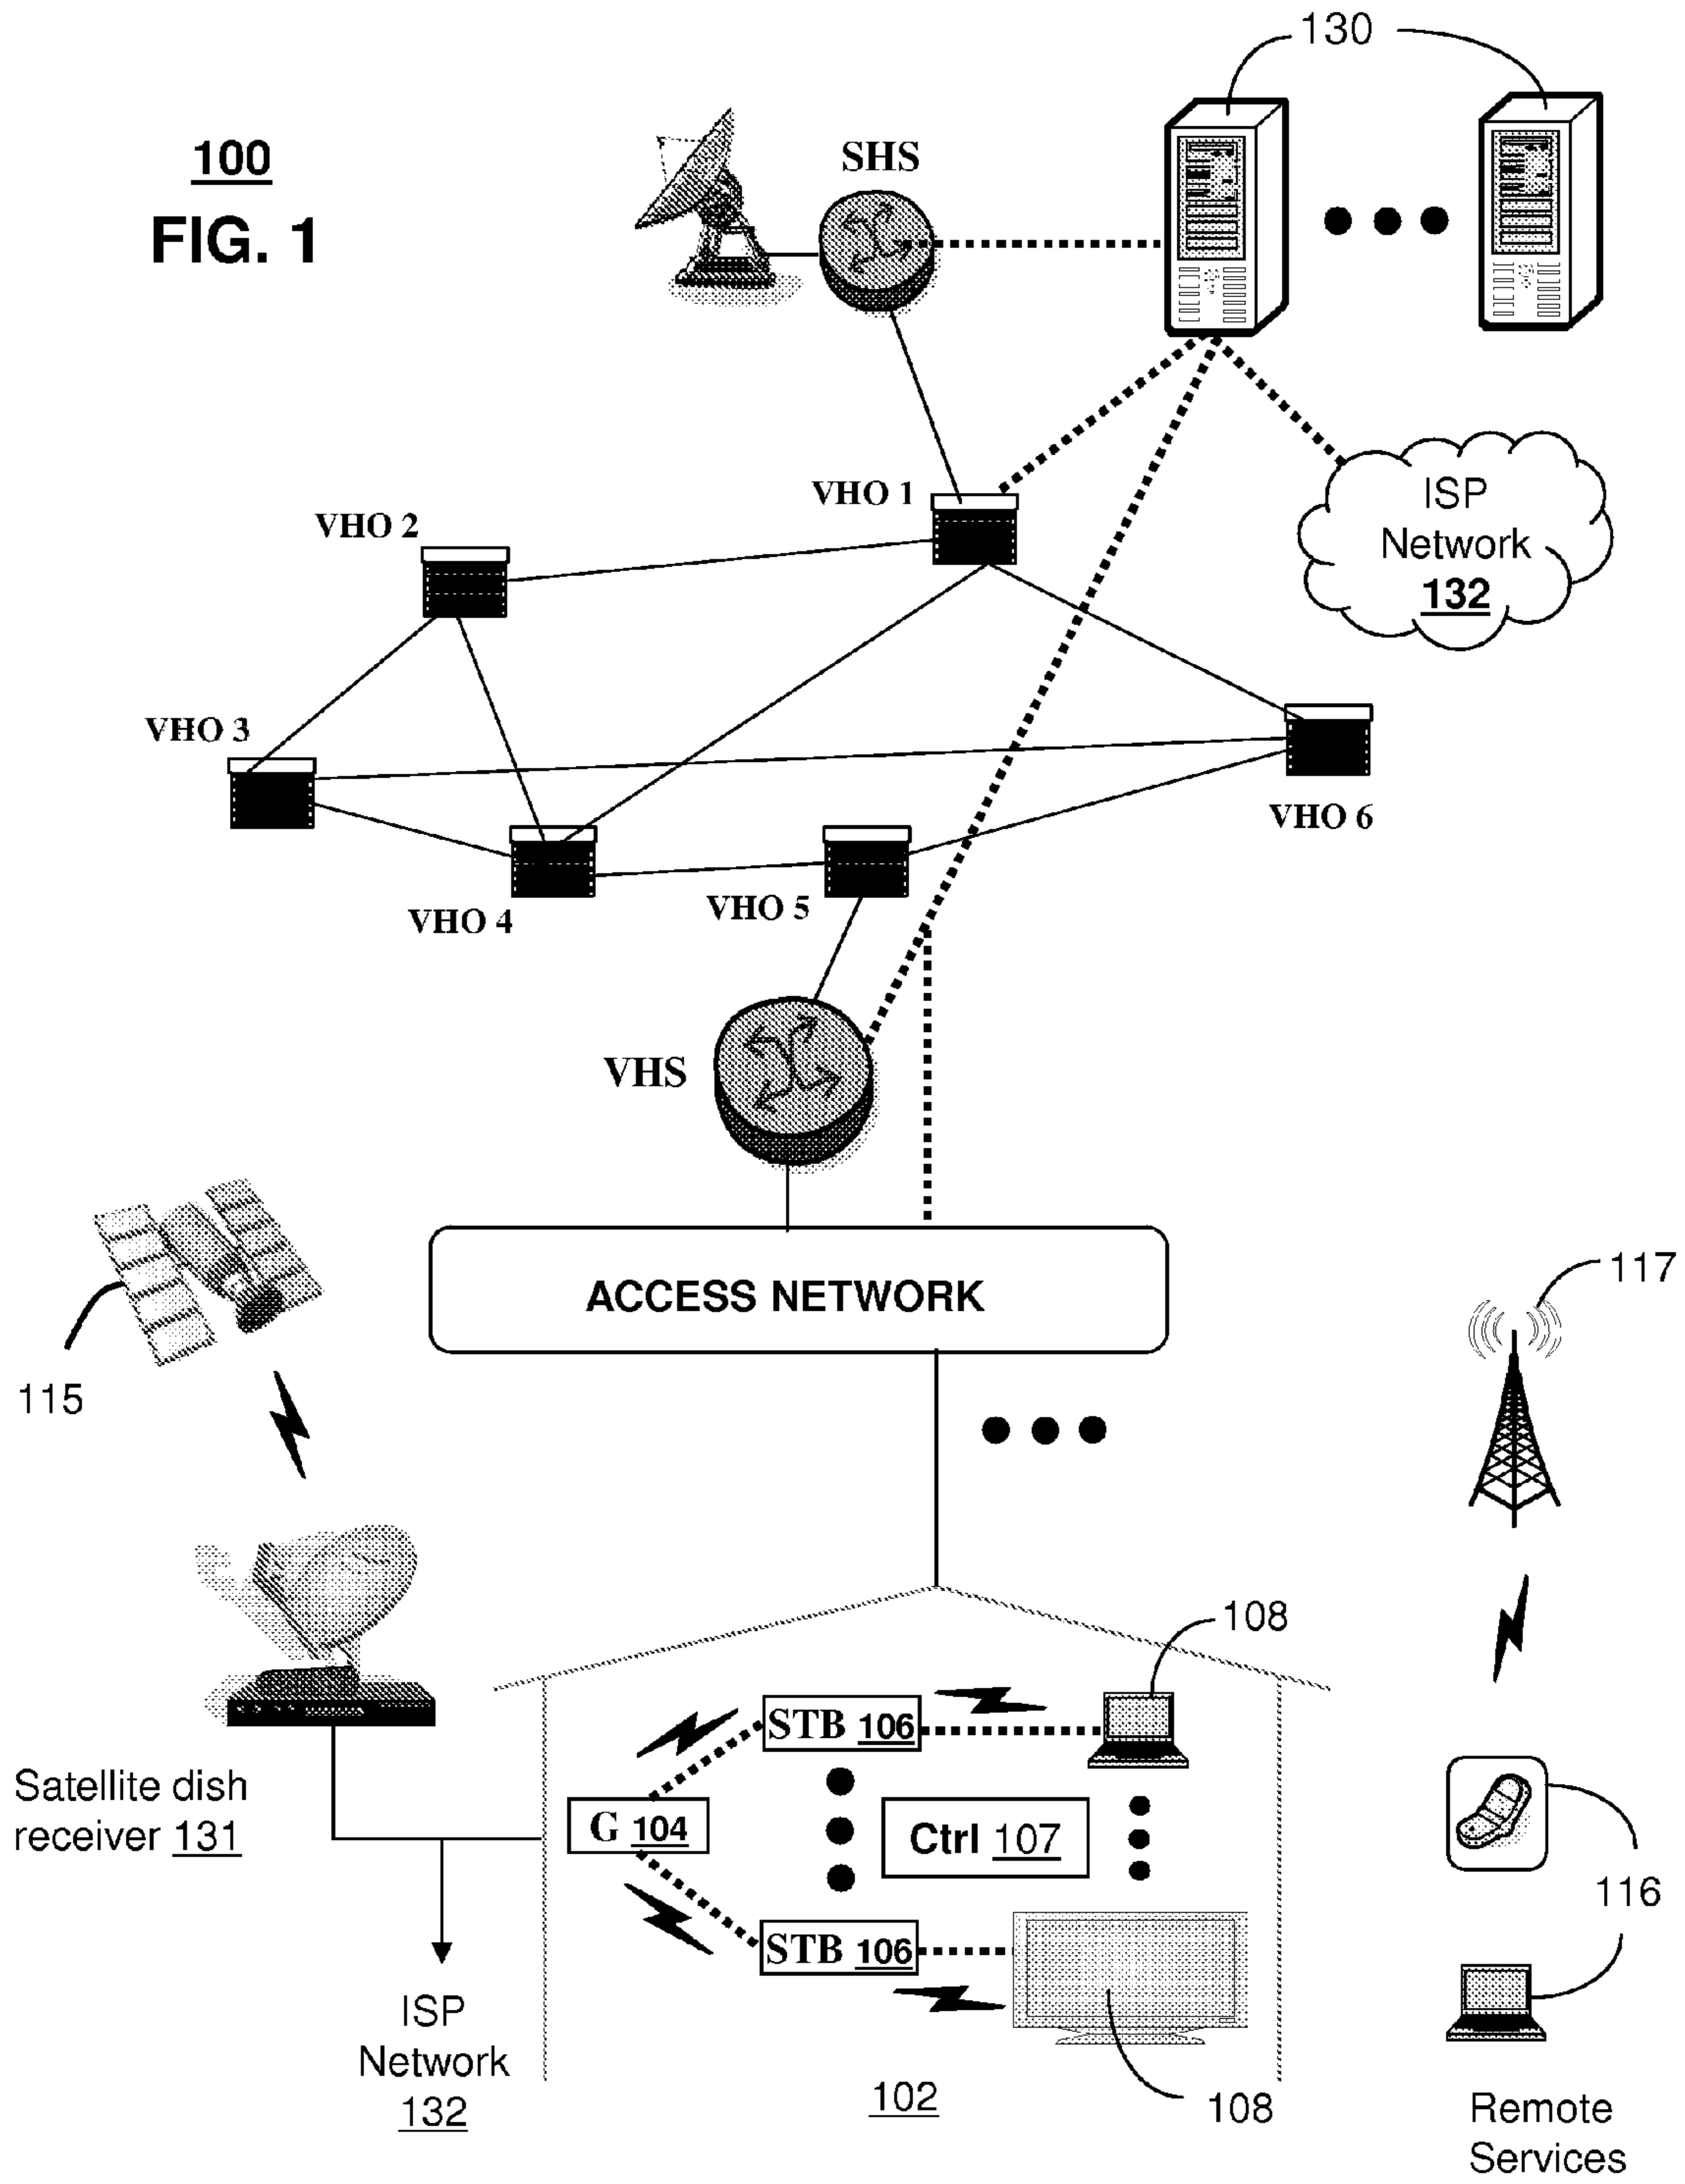 130
100
FIG. 1
SHS
VHO 1
ISP
Network
132
VHO 2
VHO 3
VHO 6
VHO 4
VHO 5
VHS
ACCESS NETWORK
117
115
108
STB 106
Satellite dish
receiver 131
G 104
Ctrl 107
116
STB 106
ISP
Network
132
102
108
Remote
Services